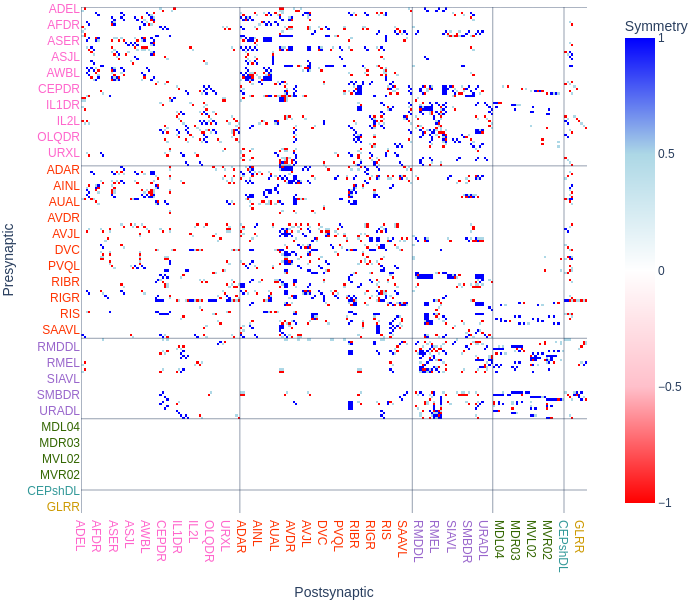 Symmetry
1
0.5
0
−0.5
−1
Presynaptic
ADEL
AFDR
ASER
ASJL
AWBL
CEPDR
IL1DR
IL2L
OLQDR
URXL
ADAR
AINL
AUAL
AVDR
AVJL
DVC
PVQL
RIBR
RIGR
RIS
SAAVL
RMDDL
RMEL
SIAVL
SMBDR
URADL
MDL04
MDR03
MVL02
MVR02
CEPshDL
GLRR
ADEL
AFDR
ASER
ASJL
AWBL
CEPDR
IL1DR
IL2L
OLQDR
URXL
ADAR
AINL
AUAL
AVDR
AVJL
DVC
PVQL
RIBR
RIGR
RIS
SAAVL
RMDDL
RMEL
SIAVL
SMBDR
URADL
MDL04
MDR03
MVL02
MVR02
CEPshDL
GLRR
Postsynaptic